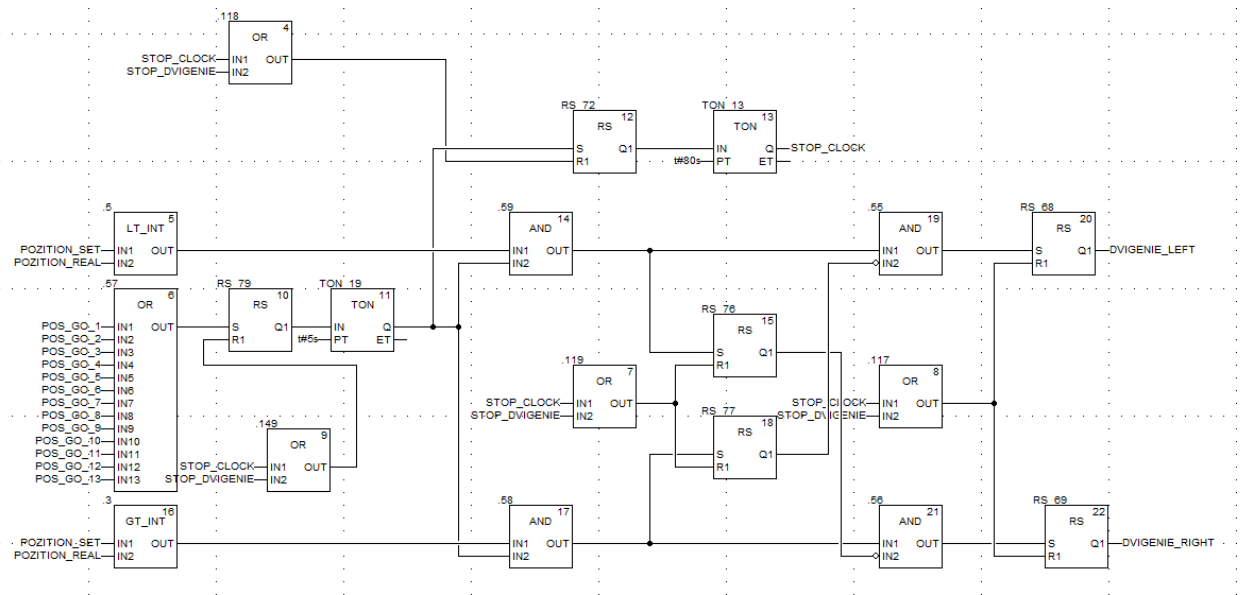 .118
4
OR
STOP_CLOCK IN1 OUT
STOP_DVIGENIE IN2
RS_72
12
RS
S Q1
R1
TON_13
13
TON
IN Q STOP_CLOCK
t#80s PT ET
.5
5
LT_INT
POZITION_SET IN1 OUT
POZITION_REAL IN2
.59
14
AND
IN1 OUT
IN2
.55
19
AND
IN1 OUT
IN2
RS_68
20
RS
S Q1 DVIGENIE_LEFT
R1
.57
6
OR
POS_GO_1 IN1 OUT
POS_GO_2 IN2
POS_GO_3 IN3
POS_GO_4 IN4
POS_GO_5 IN5
POS_GO_6 IN6
POS_GO_7 IN7
POS_GO_8 IN8
POS_GO_9 IN9
POS_GO_10 IN10
POS_GO_11 IN11
POS_GO_12 IN12
POS_GO_13 IN13
RS_79
10
RS
S Q1
R1
TON_19
11
TON
IN Q
t#5s PT ET
RS_76
15
RS
S Q1
R1
.119
7
OR
STOP_CLOCK IN1 OUT
STOP_DVIGENIE IN2
.117
8
OR
STOP_CLOCK IN1 OUT
STOP_DVIGENIE IN2
RS_77
18
RS
S Q1
R1
.149
9
OR
STOP_CLOCK IN1 OUT
STOP_DVIGENIE IN2
.3
16
GT_INT
POZITION_SET IN1 OUT
POZITION_REAL IN2
.58
17
AND
IN1 OUT
IN2
.56
21
AND
IN1 OUT
IN2
RS_69
22
RS
S Q1 DVIGENIE_RIGHT
R1